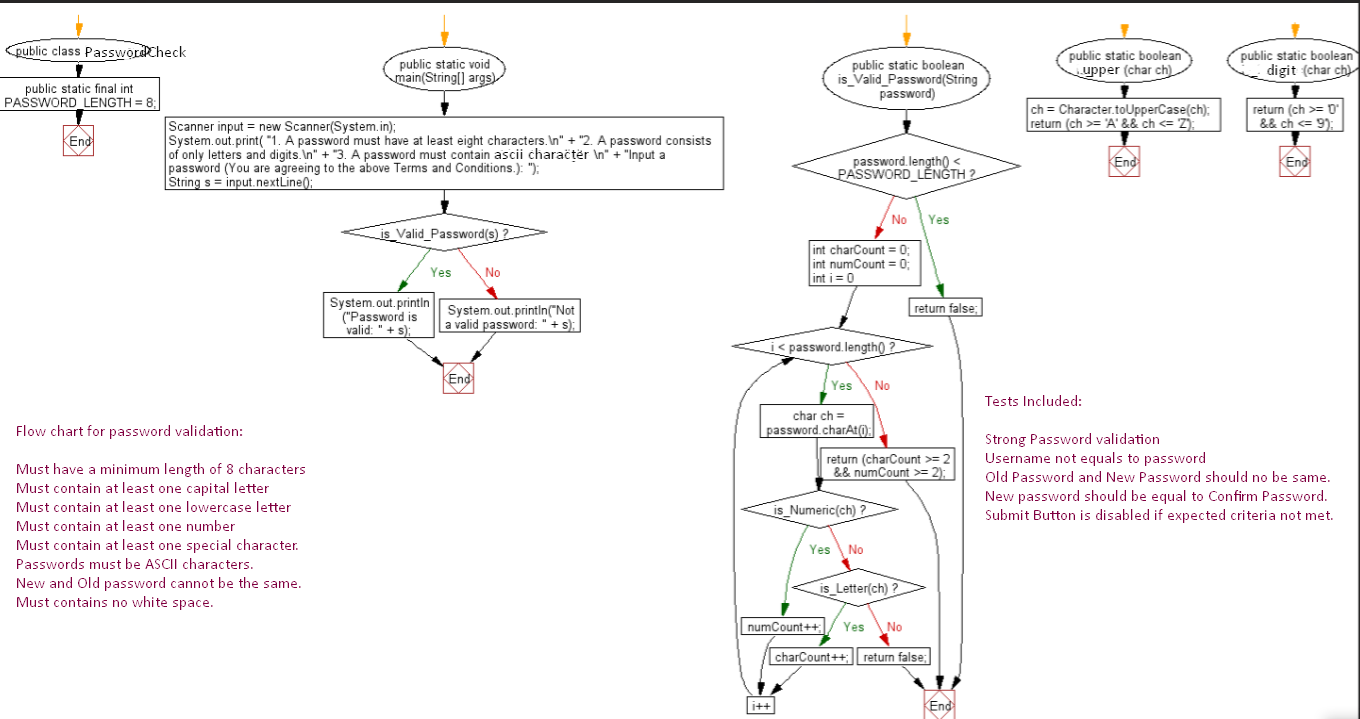 public class PasswordCheck
public static final int
PASSWORD_LENGTH = 8;
End
public static void
main(String[] args)
Scanner input = new Scanner(System.in);
System.out.print( "1. A password must have at least eight characters.\n" + "2. A password consists
of only letters and digits.\n" + "3. A password must contain ascii character \n" + "Input a
password (You are agreeing to the above Terms and Conditions.): ");
String s = input.nextLine();
is_Valid_Password(s) ?
Yes
No
System.out.println
("Password is
valid: " + s);
System.out.println("Not
a valid password: " + s);
End
public static boolean
is_Valid_Password(String
password)
password.length() <
PASSWORD_LENGTH ?
No
Yes
int charCount = 0;
int numCount = 0;
int i = 0
return false;
i < password.length() ?
Yes
No
char ch =
password.charAt(i);
return (charCount >= 2
&& numCount >= 2);
is_Numeric(ch) ?
Yes
No
is_Letter(ch) ?
numCount++;
Yes
No
charCount++;
return false;
i++
End
public static boolean
upper (char ch)
ch = Character.toUpperCase(ch);
return (ch >= 'A' && ch <= 'Z');
End
public static boolean
digit (char ch)
return (ch >= '0'
&& ch <= '9');
End
Flow chart for password validation:
Must have a minimum length of 8 characters
Must contain at least one capital letter
Must contain at least one lowercase letter
Must contain at least one number
Must contain at least one special character.
Passwords must be ASCII characters.
New and Old password cannot be the same.
Must contains no white space.
Tests Included:
Strong Password validation
Username not equals to password
Old Password and New Password should no be same.
New password should be equal to Confirm Password.
Submit Button is disabled if expected criteria not met.